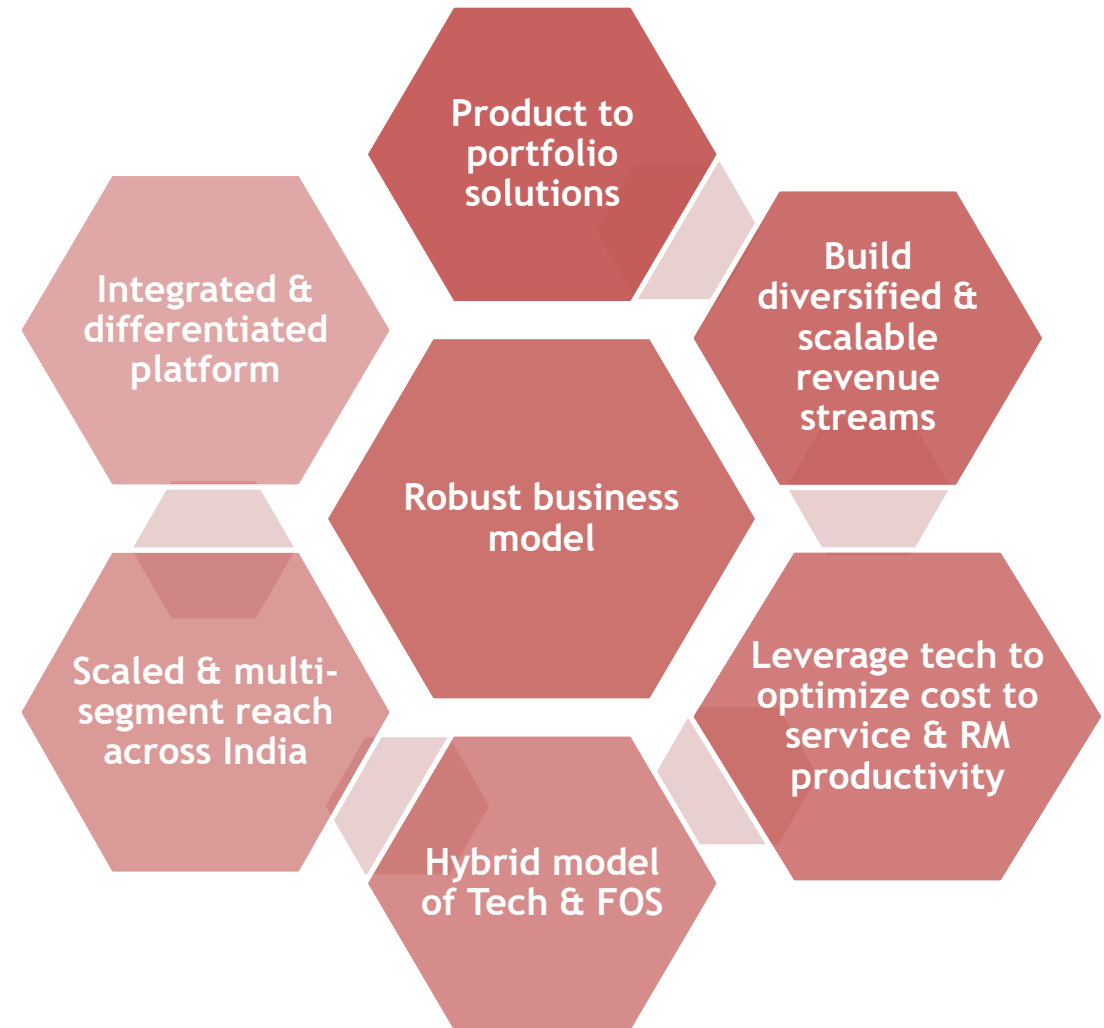 Product to
portfolio
solutions
Build
diversified &
scalable
revenue
streams
Leverage tech to
optimize cost to
service & RM
productivity
Hybrid model
of Tech & FOS
Scaled & multi-
segment reach
across India
Integrated &
differentiated
platform
Robust business
model